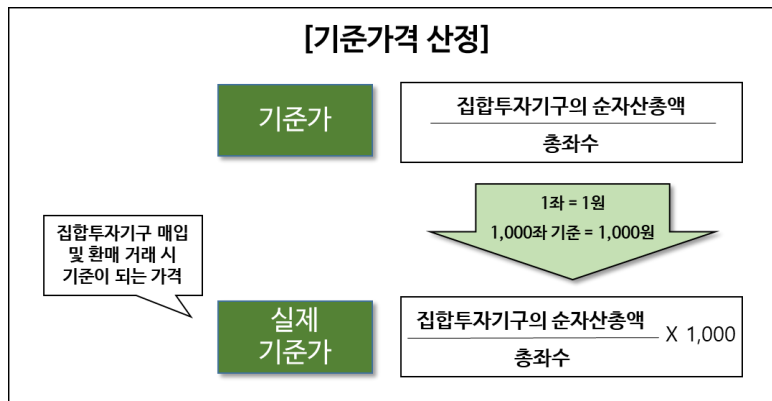 [기준가격 산정]
기준가
집합투자기구의 순자산총액
총좌수
1좌 = 1원
1,000좌 기준 = 1,000원
집합투자기구 매입
및 환매 거래 시
기준이 되는 가격
실제
기준가
집합투자기구의 순자산총액
X 1,000
총좌수